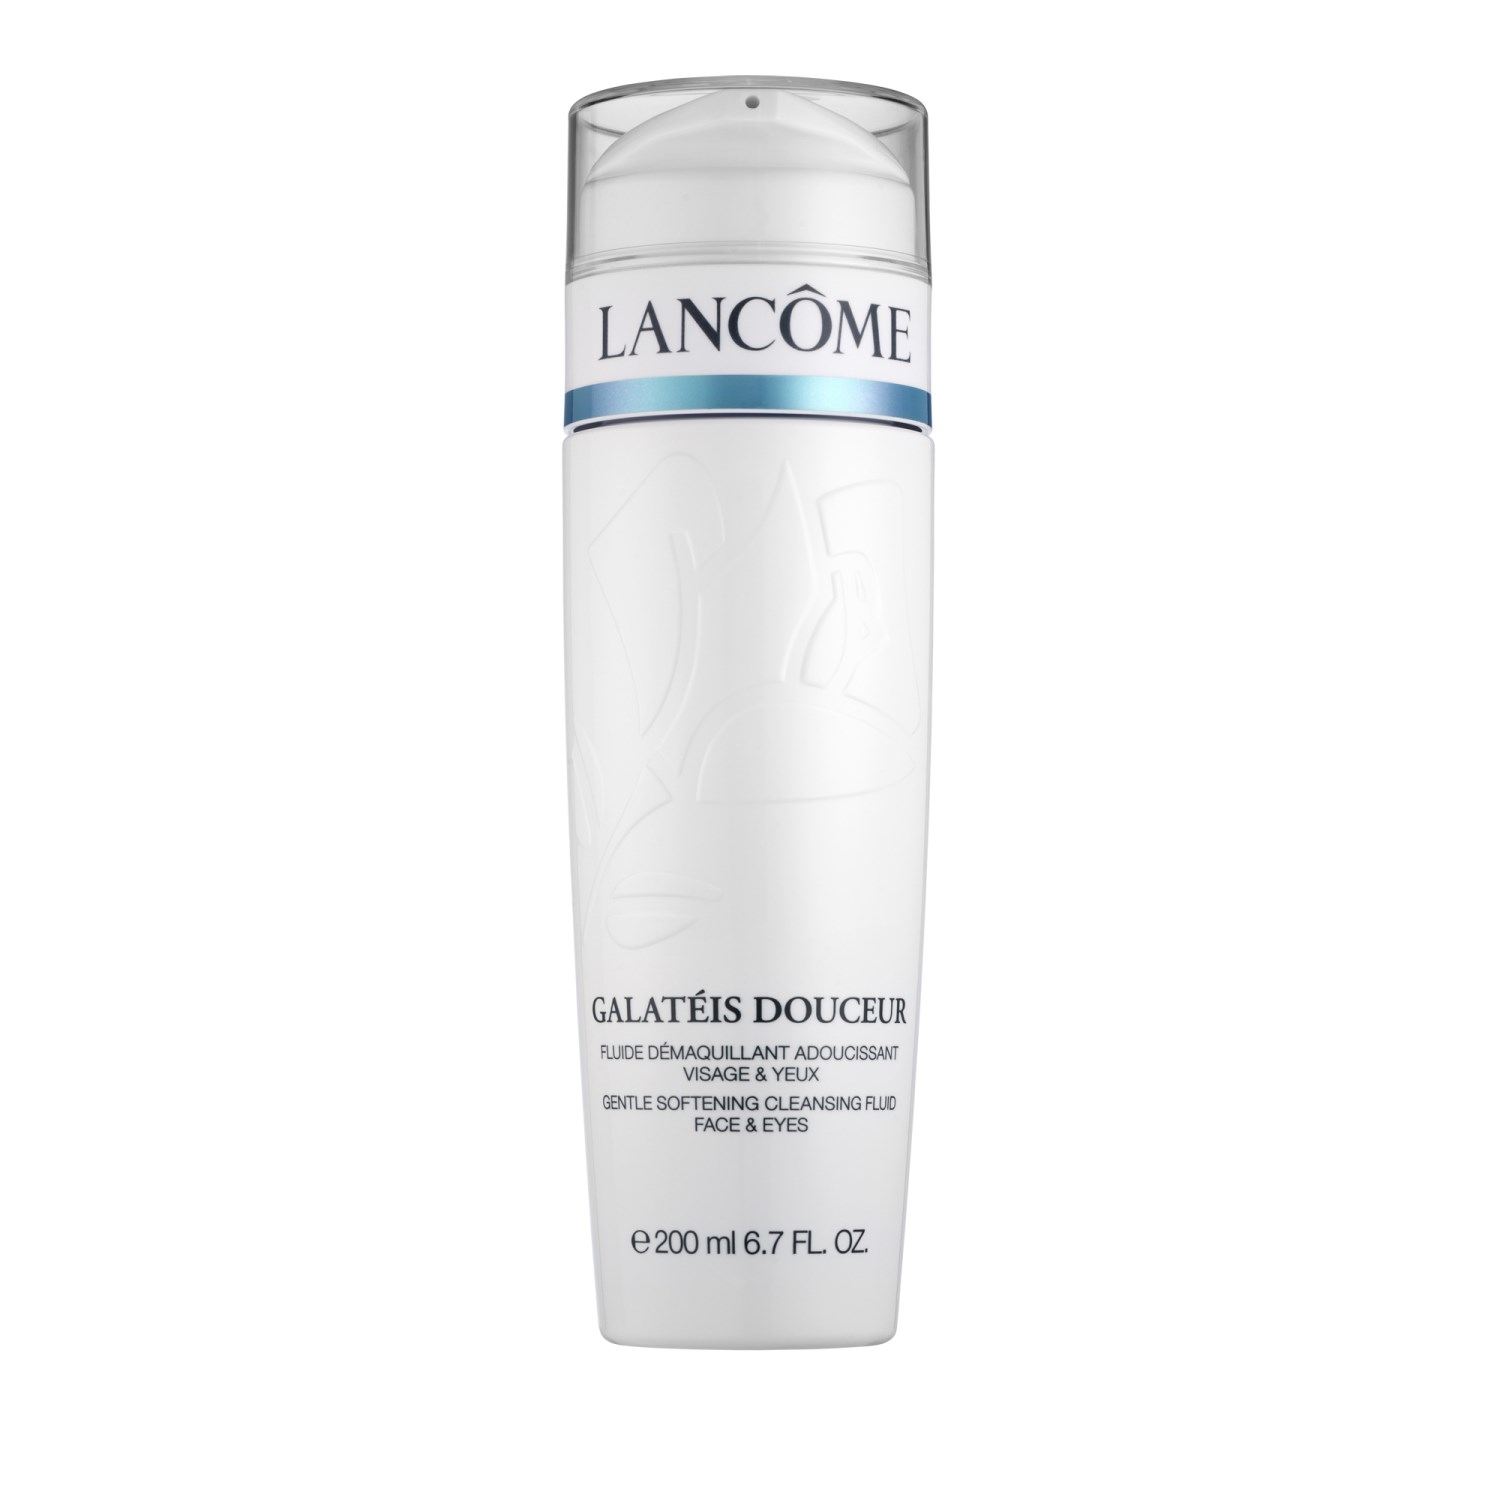 LANCÔME
GALATÉIS DOUCEUR
FLUIDE DÉMAQUILLANT ADOUCISSANT
VISAGE & YEUX
GENTLE SOFTENING CLEANSING FLUID
FACE & EYES
℮ 200 ml 6.7 FL. OZ.